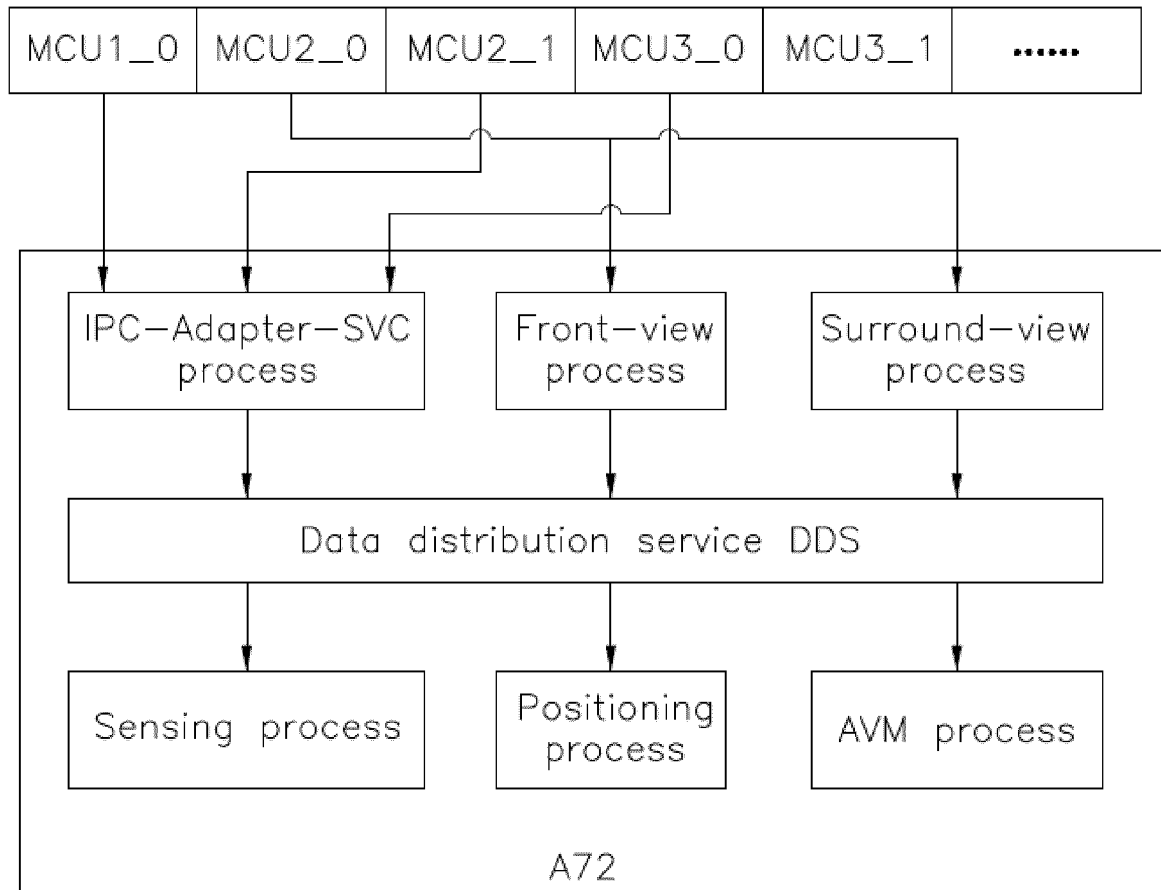 MCU1_0 MCU2_0 MCU2_1 MCU3_0 MCU3_1 ......
IPC-Adapter-SVC
process
Front-view
process
Surround-view
process
Data distribution service DDS
Sensing process
Positioning
process
AVM process
A72